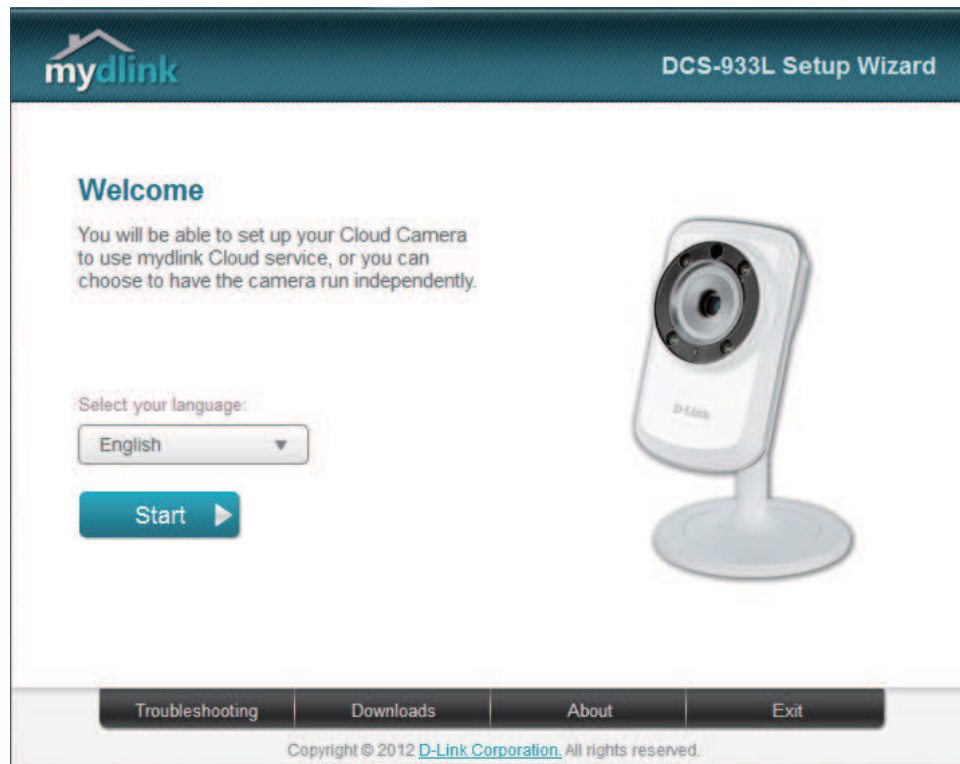 mydlink
DCS-933L Setup Wizard
Welcome
You will be able to set up your Cloud Camera
to use mydlink Cloud service, or you can
choose to have the camera run independently.
Select your language:
English
Start
D-Link
Troubleshooting
Downloads
About
Exit
Copyright © 2012 D-Link Corporation. All rights reserved.